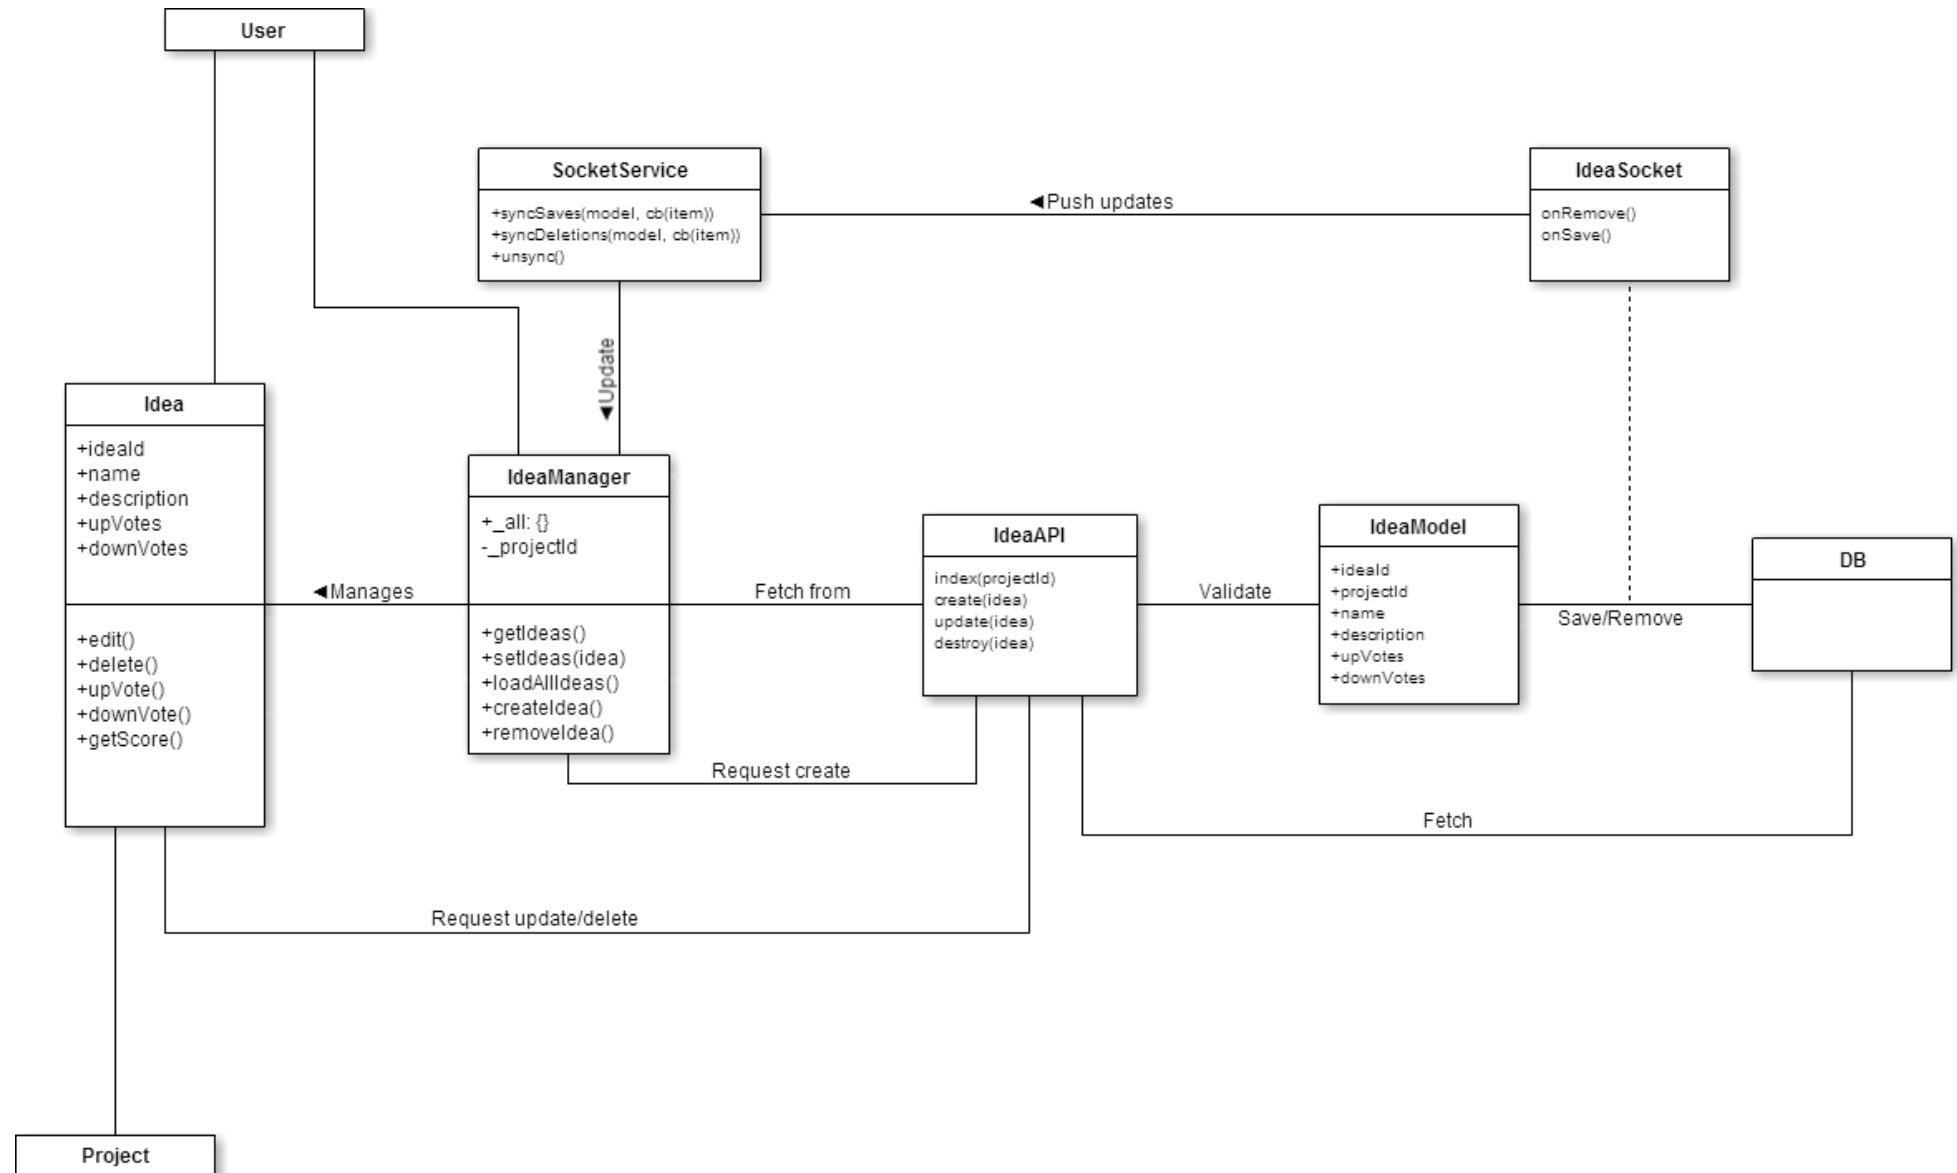 User
SocketService
+syncSaves(model, cb(item))
+syncDeletions(model, cb(item))
+unsync()
◄Push updates
IdeaSocket
onRemove()
onSave()
◄Update
Idea
+ideaId
+name
+description
+upVotes
+downVotes
+edit()
+delete()
+upVote()
+downVote()
+getScore()
◄Manages
IdeaManager
+_all: {}
-_projectId
+getIdeas()
+setIdeas(idea)
+loadAllIdeas()
+createIdea()
+removeIdea()
Fetch from
IdeaAPI
index(projectId)
create(idea)
update(idea)
destroy(idea)
Validate
IdeaModel
+ideaId
+projectId
+name
+description
+upVotes
+downVotes
Save/Remove
DB
Request create
Fetch
Request update/delete
Project